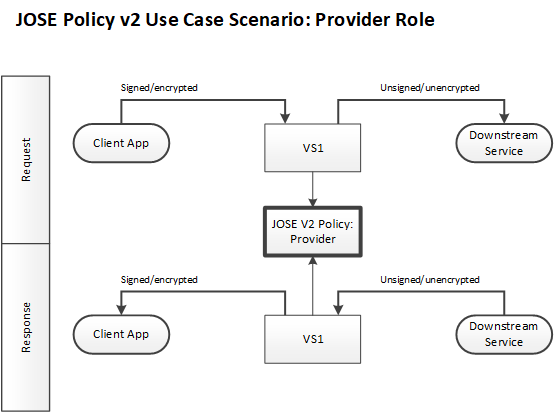 JOSE Policy v2 Use Case Scenario: Provider Role
Request
Signed/encrypted
Unsigned/unencrypted
Client App
VS1
Downstream
Service
JOSE V2 Policy:
Provider
Response
Signed/encrypted
Unsigned/unencrypted
Client App
VS1
Downstream
Service